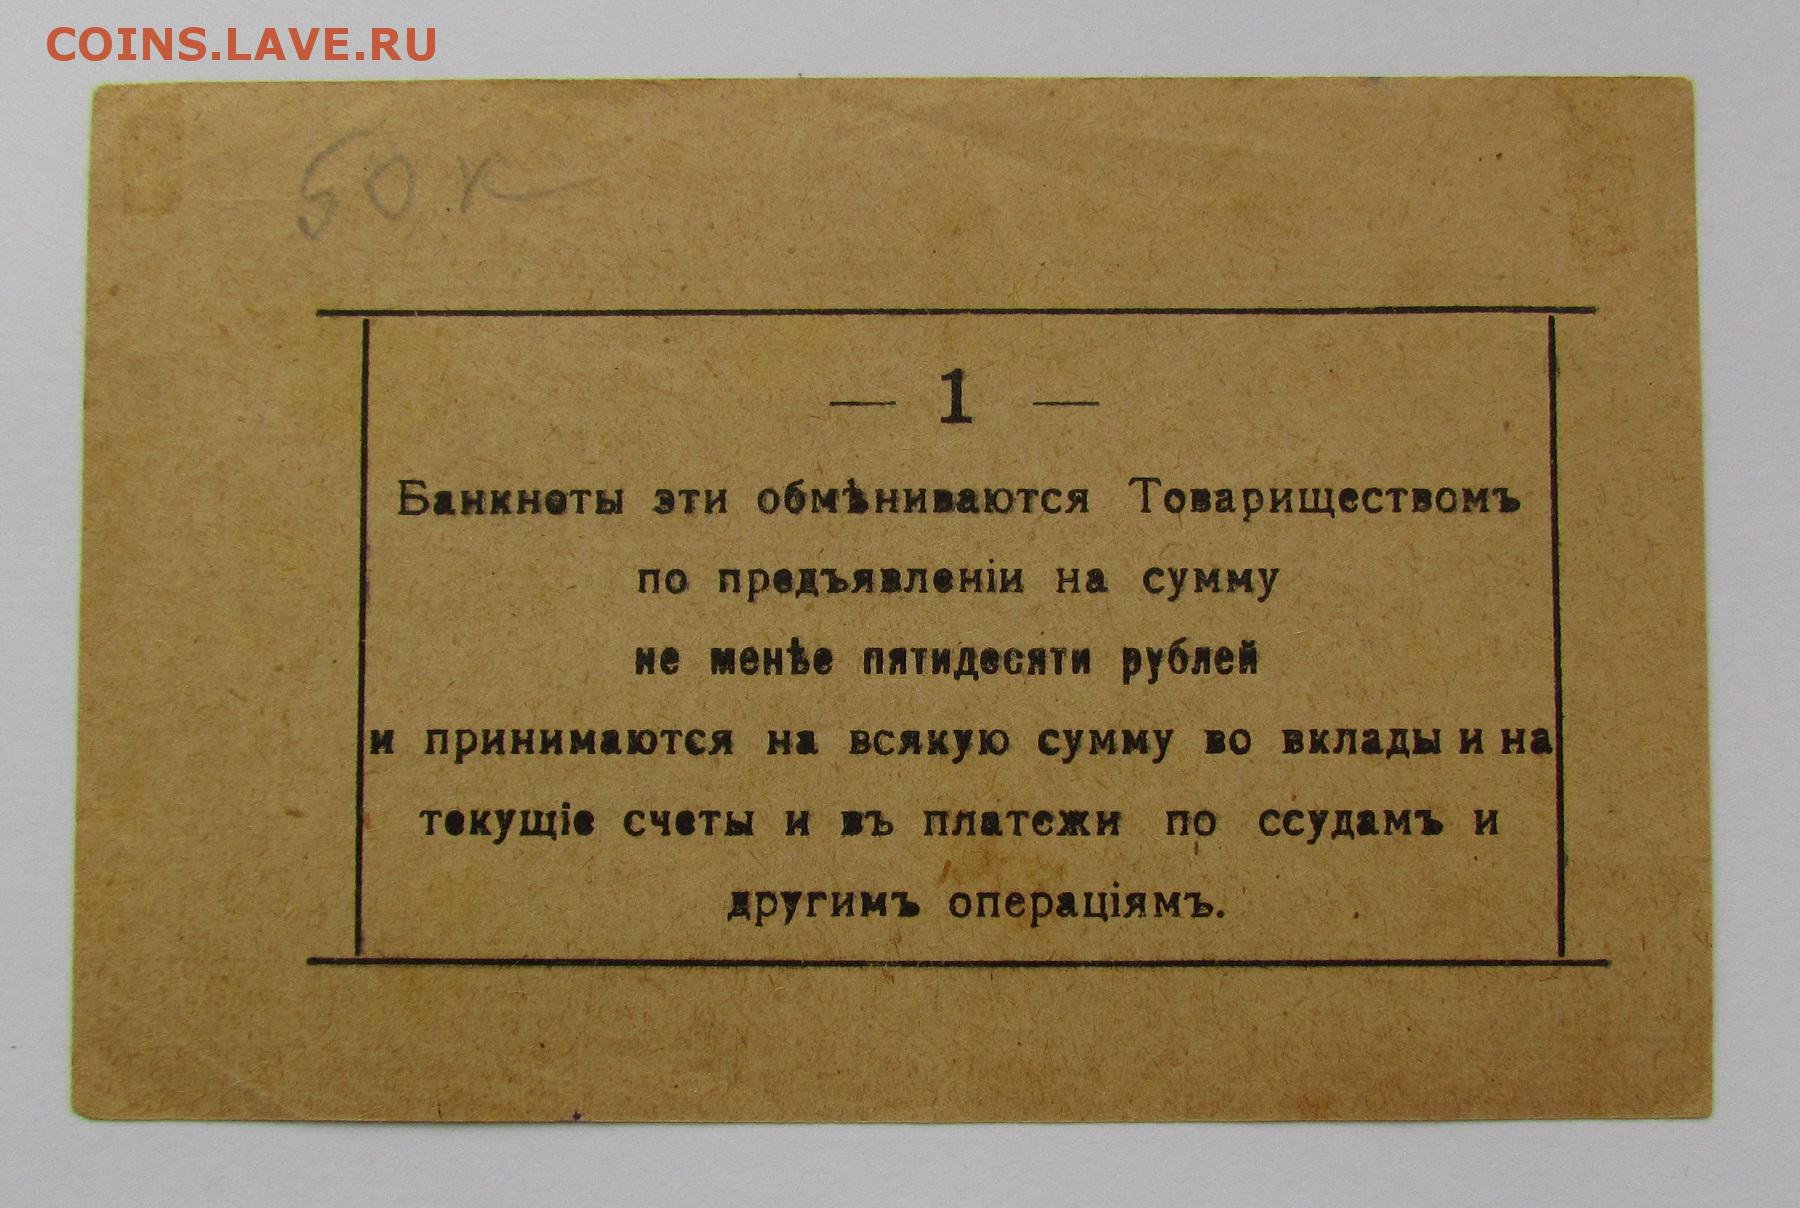 COINS.LAVE.RU
50 к
— 1 —
Банкноты эти обмѣниваются Товариществомъ
по предъявленіи на сумму
не менѣе пятидесяти рублей
и принимаются на всякую сумму во вклады и на
текущіе счеты и въ платежи по ссудамъ и
другимъ операціямъ.